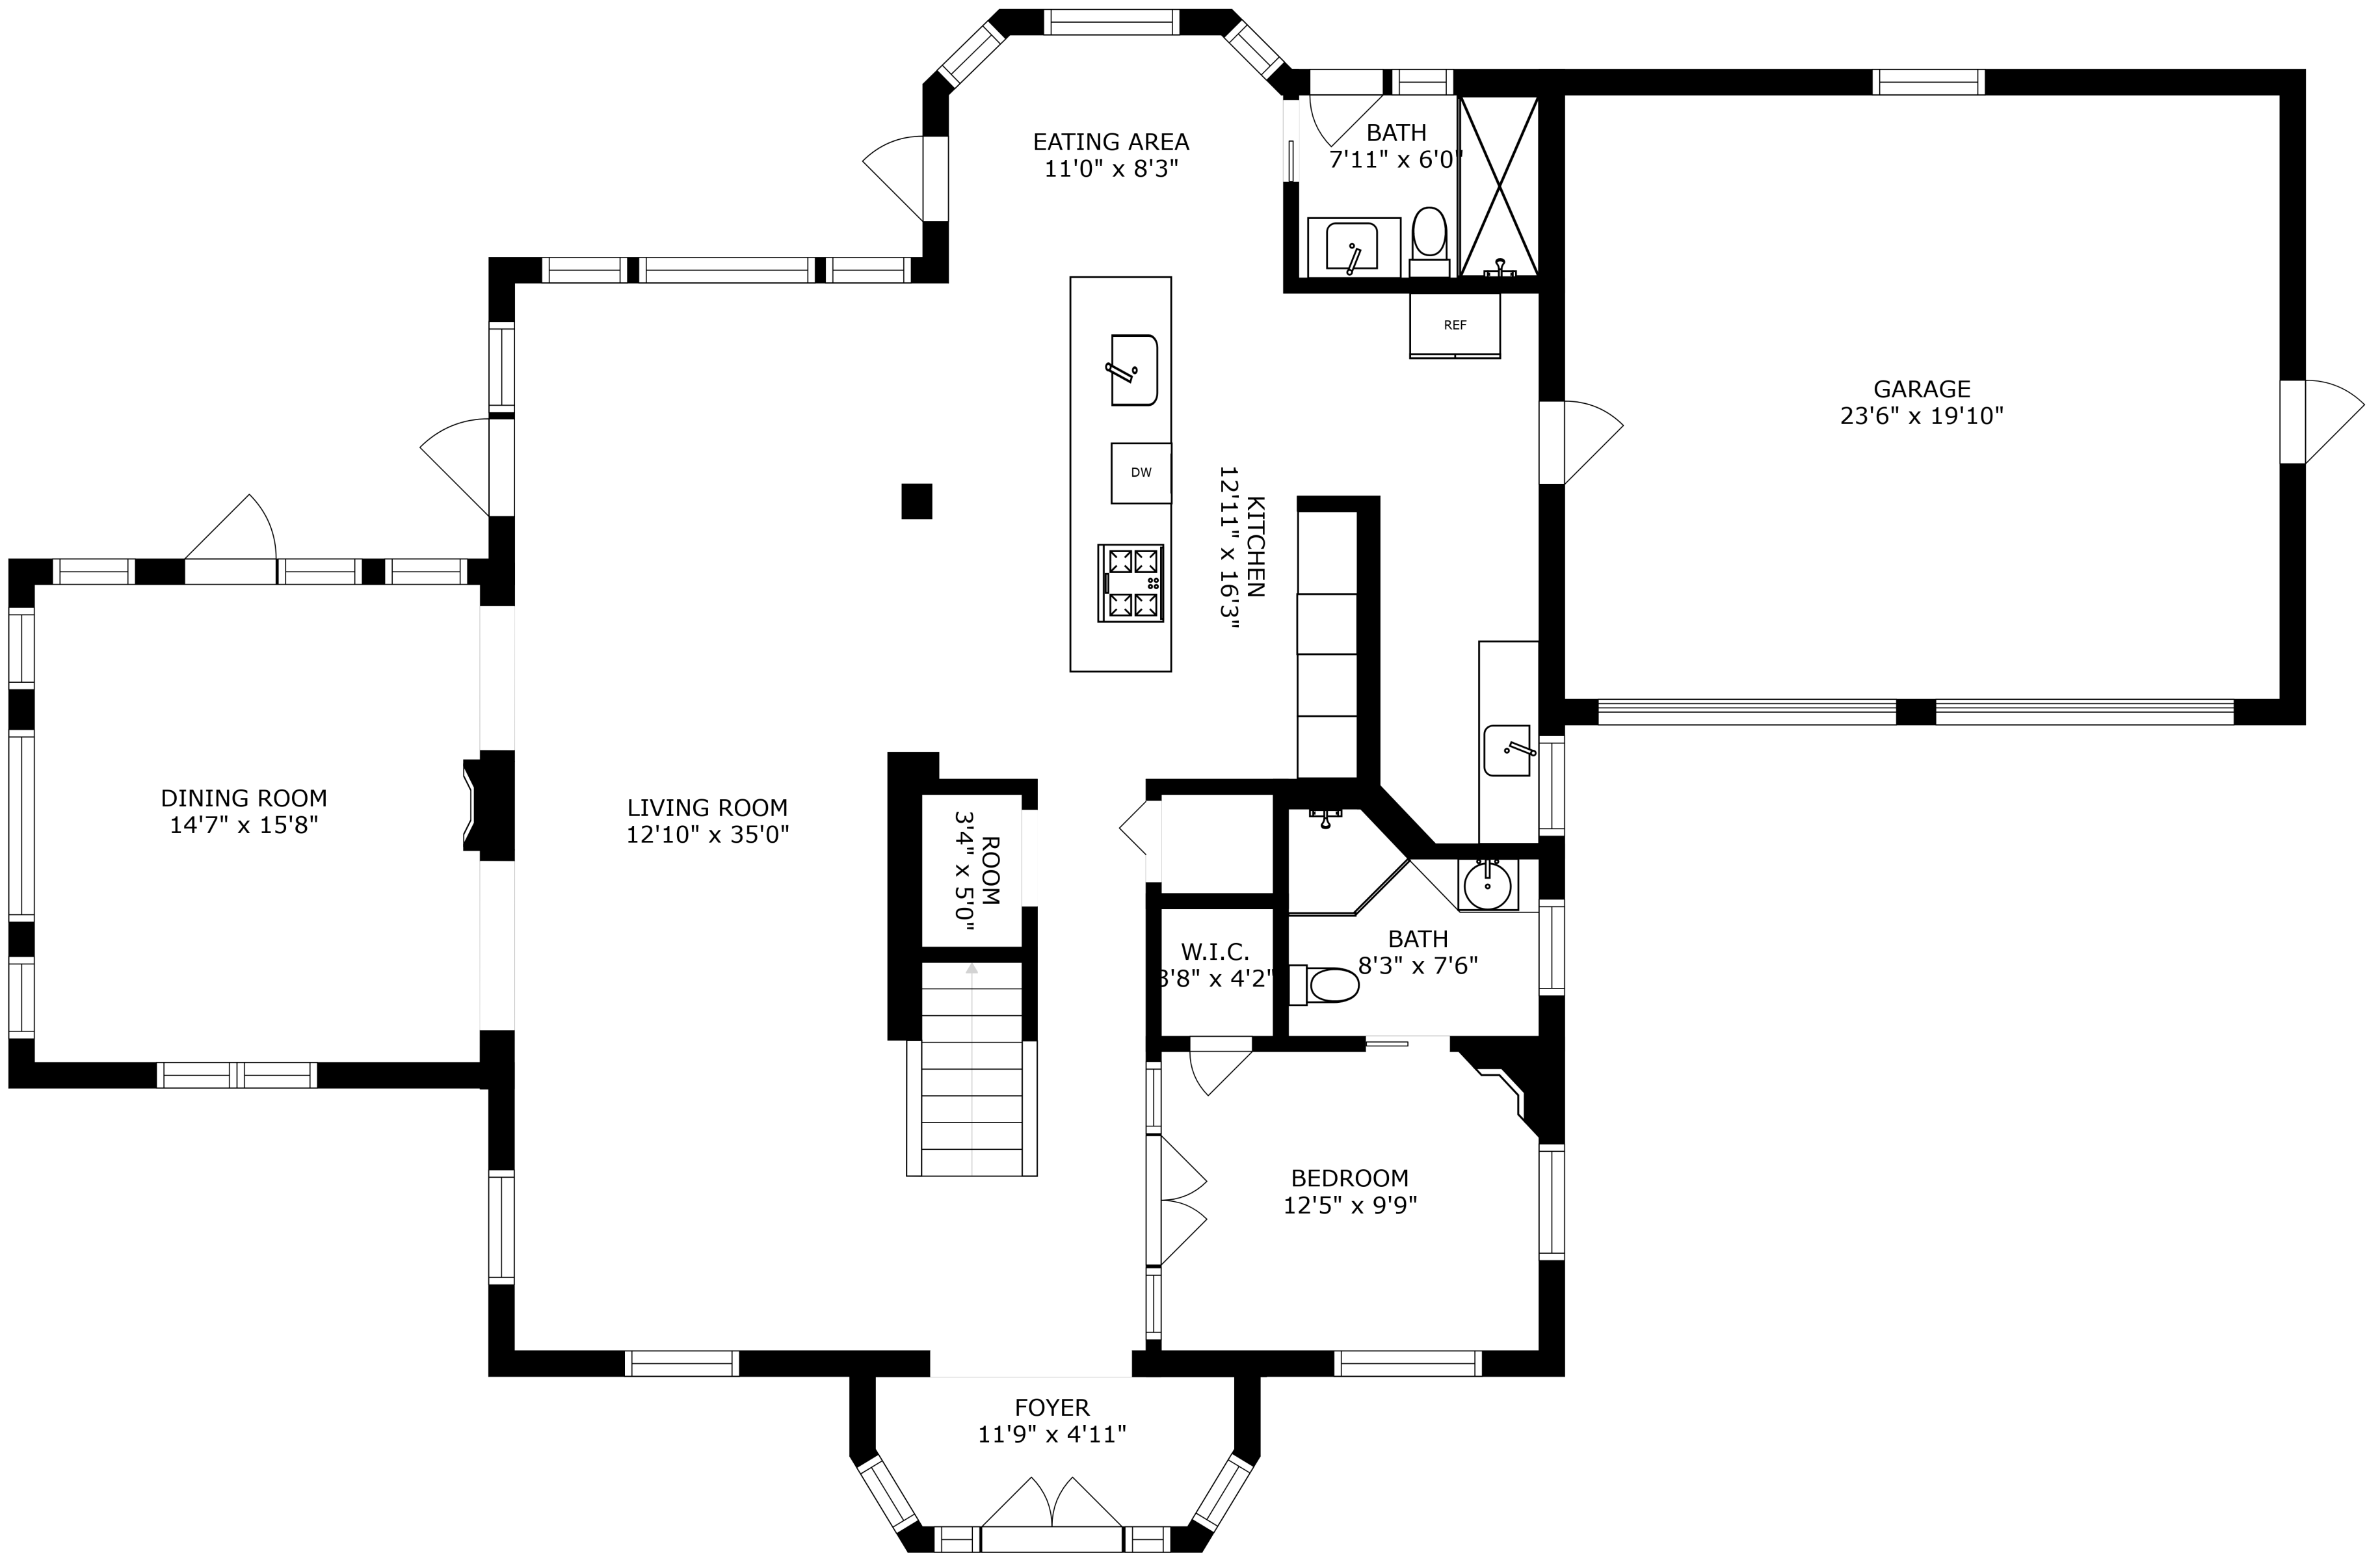 EATING AREA
11'0" x 8'3"
BATH
7'11" x 6'0"
REF
GARAGE
23'6" x 19'10"
DW
KITCHEN
12'11" x 16'3"
DINING ROOM
14'7" x 15'8"
LIVING ROOM
12'10" x 35'0"
ROOM
3'4" x 5'0"
W.I.C.
3'8" x 4'2"
BATH
8'3" x 7'6"
BEDROOM
12'5" x 9'9"
FOYER
11'9" x 4'11"